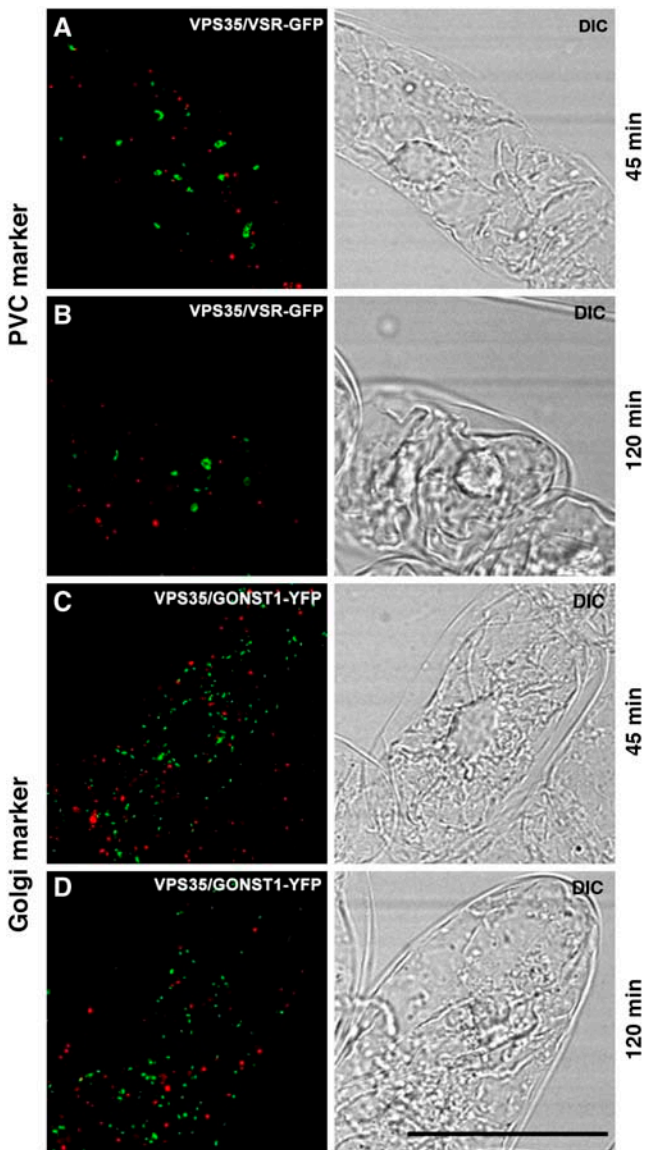 A
VPS35/VSR-GFP
DIC
45 min
B
VPS35/VSR-GFP
DIC
120 min
PVC marker
C
VPS35/GONST1-YFP
DIC
45 min
D
VPS35/GONST1-YFP
DIC
120 min
Golgi marker